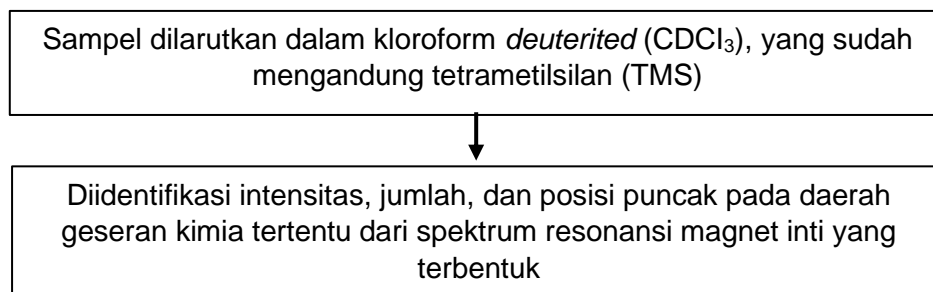 Sampel dilarutkan dalam kloroform deuterited (CDCI₃), yang sudah
mengandung tetrametilsilan (TMS)
Diidentifikasi intensitas, jumlah, dan posisi puncak pada daerah
geseran kimia tertentu dari spektrum resonansi magnet inti yang
terbentuk